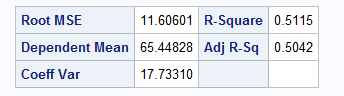 Root MSE 11.60601 R-Square 0.5115
Dependent Mean 65.44828 Adj R-Sq 0.5042
Coeff Var 17.73310